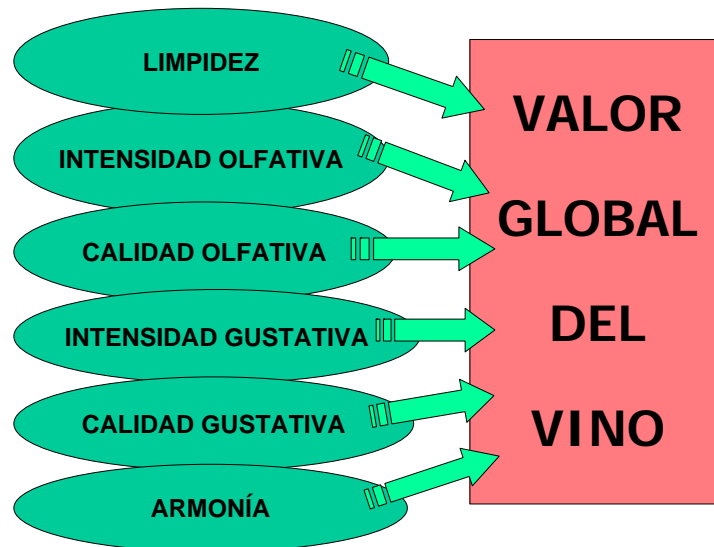 LIMPIDEZ
INTENSIDAD OLFATIVA
CALIDAD OLFATIVA
INTENSIDAD GUSTATIVA
CALIDAD GUSTATIVA
ARMONÍA
VALOR
GLOBAL
DEL
VINO